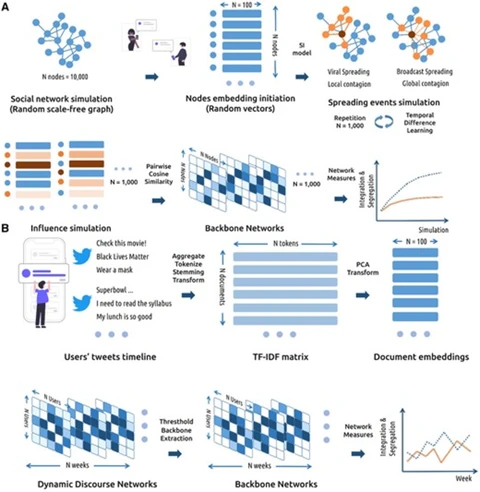 A
N nodes = 10,000
Social network simulation
(Random scale-free graph)
N nodes
N = 100
Nodes embedding initiation
(Random vectors)
SI
model
Viral Spreading
Local contagion
Broadcast Spreading
Global contagion
Spreading events simulation
Repetition
N = 1,000
Temporal
Difference
Learning
N = 1,000
Influence simulation
Pairwise
Cosine
Similarity
N Nodes
N Nodes
N = 1,000
Backbone Networks
Network
Measures
Integration &
Segregation
Simulation
B
Check this movie!
Black Lives Matter
Wear a mask
Superbowl ...
I need to read the syllabus
My lunch is so good
Users' tweets timeline
Aggregate
Tokenize
Stemming
Transform
N tokens
N documents
TF-IDF matrix
PCA
Transform
N = 100
Document embeddings
N Users
N Users
N weeks
Dynamic Discourse Networks
Threshold
Backbone
Extraction
N Users
N Users
N weeks
Backbone Networks
Network
Measures
Integration &
Segregation
Week